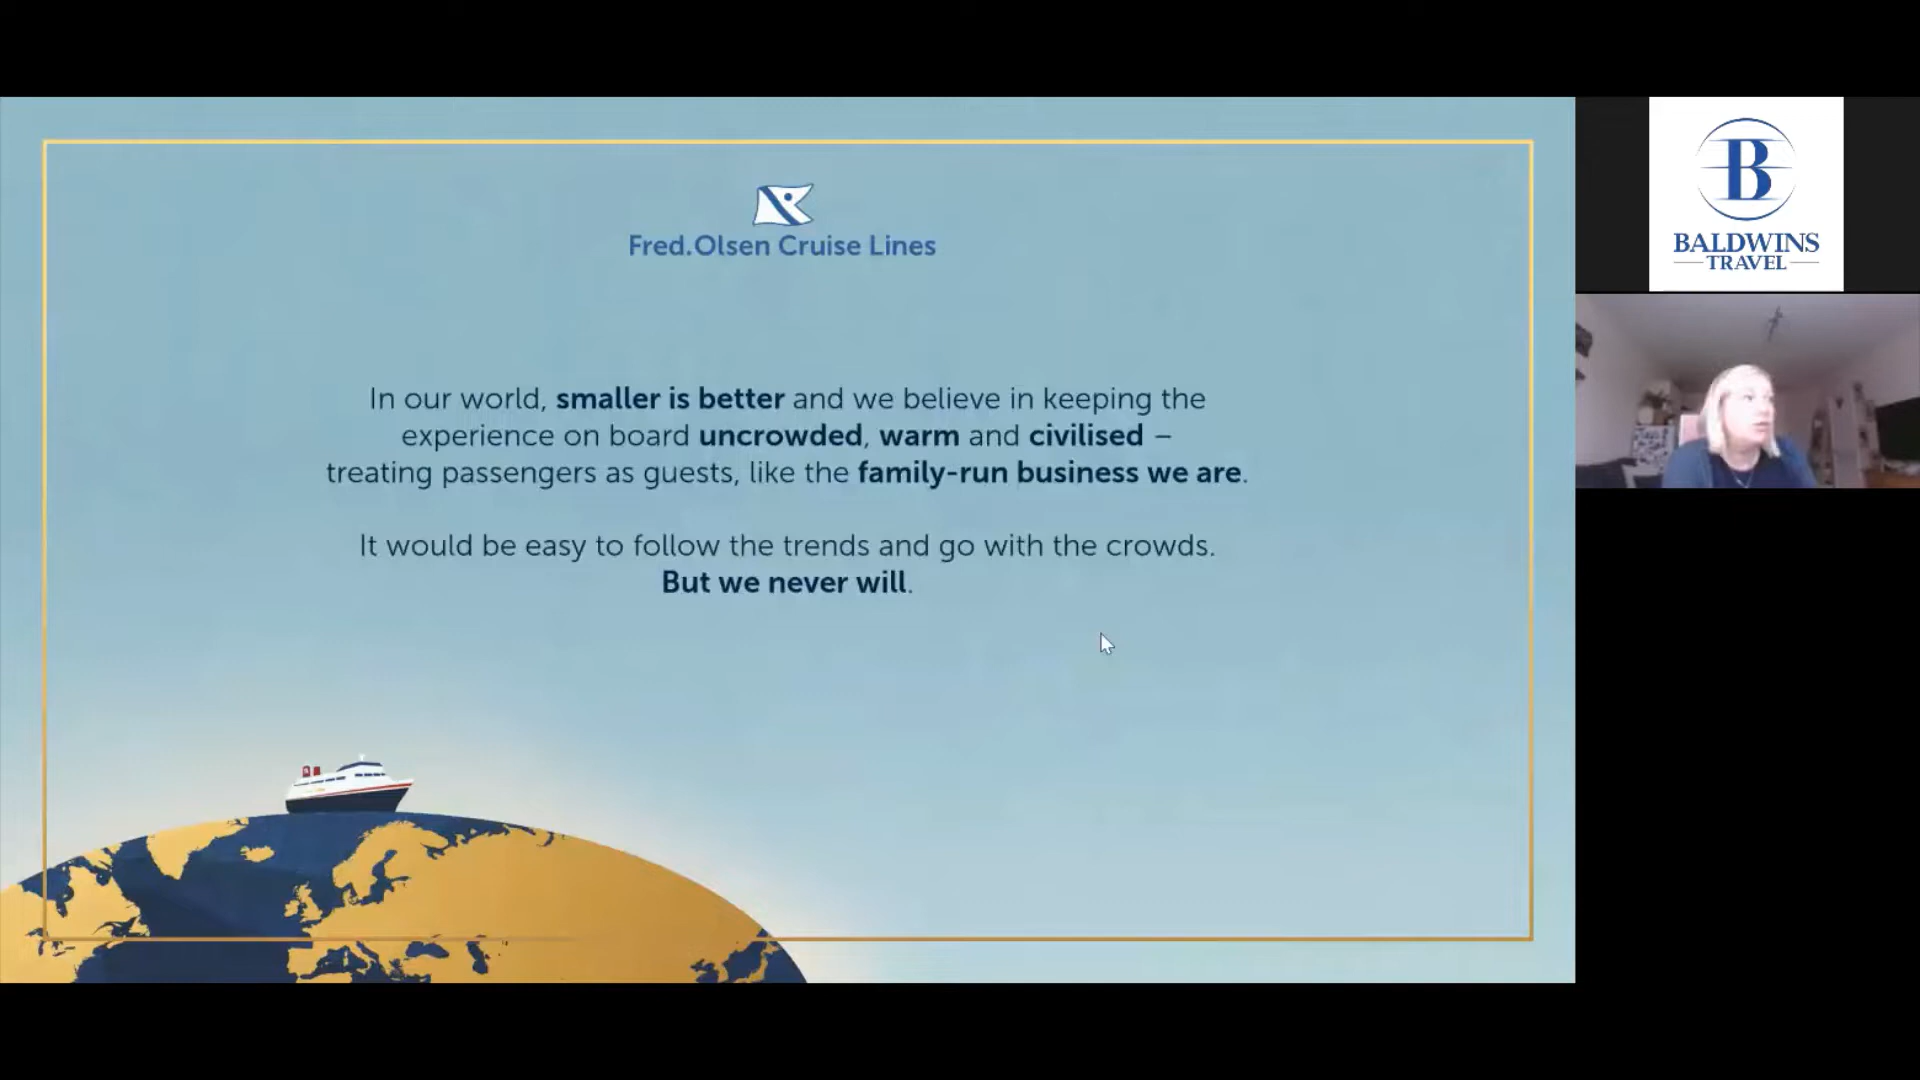 Fred.Olsen Cruise Lines
In our world, smaller is better and we believe in keeping the
experience on board uncrowded, warm and civilised –
treating passengers as guests, like the family-run business we are.
It would be easy to follow the trends and go with the crowds.
But we never will.
B
BALDWINS
TRAVEL